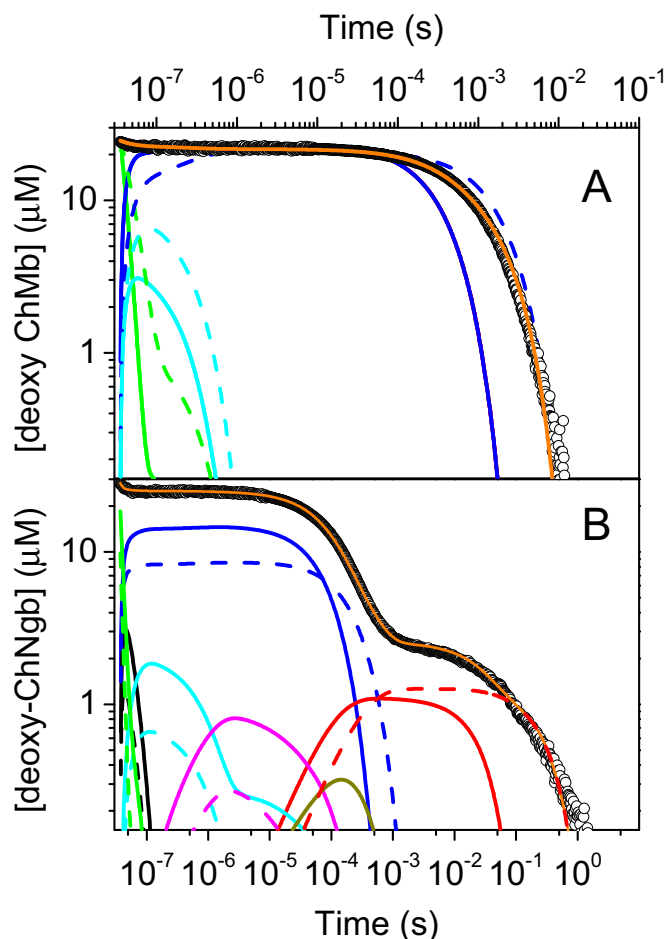 Time (s)
10⁻⁷ 10⁻⁶ 10⁻⁵ 10⁻⁴ 10⁻³ 10⁻² 10⁻¹
[deoxy ChMb] (μM)
10
1
A
[deoxy-ChNgb] (μM)
10
1
B
10⁻⁷ 10⁻⁶ 10⁻⁵ 10⁻⁴ 10⁻³ 10⁻² 10⁻¹ 10⁰
Time (s)